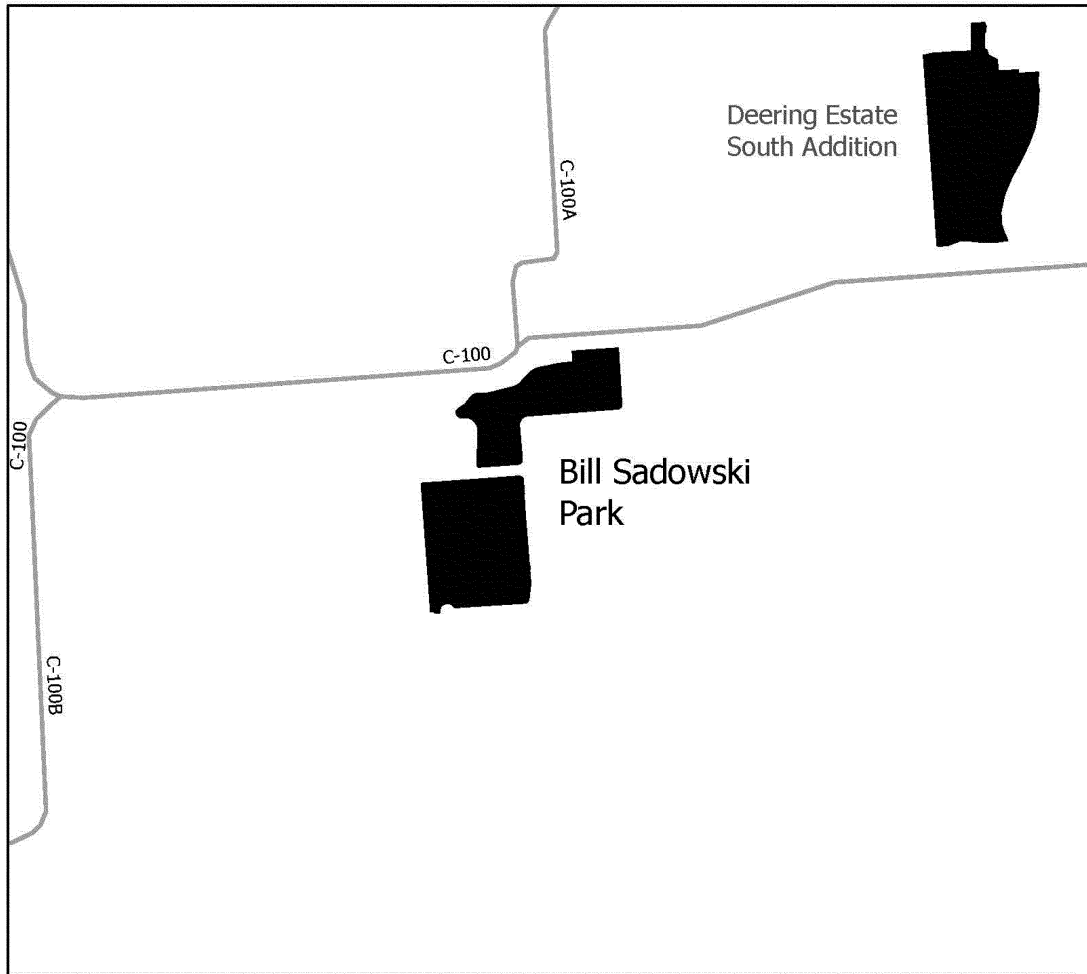 Deering Estate
South Addition
C-100A
C-100
C-100
Bill Sadowski
Park
C-100B